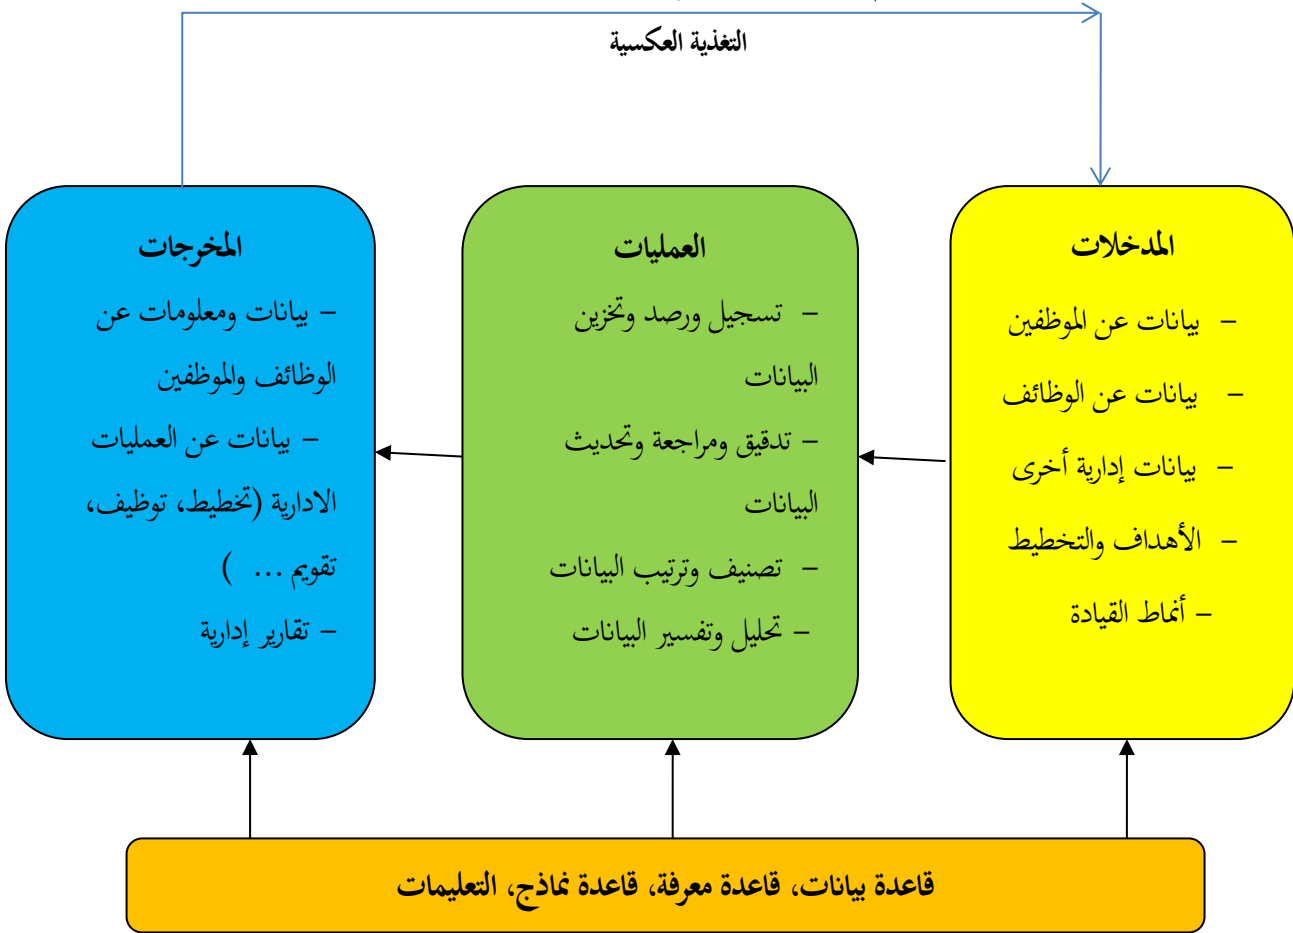 التغذية العكسية
المدخلات
– بيانات عن الموظفين
– بيانات عن الوظائف
– بيانات إدارية أخرى
– الأهداف والتخطيط
– أنماط القيادة
العمليات
– تسجيل ورصد وتخزين
البيانات
– تدقيق ومراجعة وتحديث
البيانات
– تصنيف وترتيب البيانات
– تحليل وتفسير البيانات
المخرجات
– بيانات ومعلومات عن
الوظائف والموظفين
– بيانات عن العمليات
الادارية (تخطيط، توظيف،
تقويم ... )
– تقارير إدارية
قاعدة بيانات، قاعدة معرفة، قاعدة نماذج، التعليمات